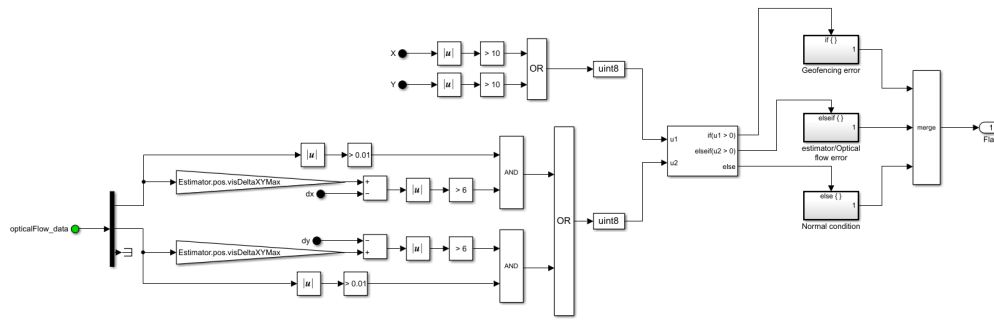 X
|u|
> 10
OR
uint8
Y
|u|
> 10
if { }
1
Geofencing error
elseif { }
1
estimator/Optical
flow error
else { }
1
Normal condition
u1
u2
if(u1 > 0)
elseif(u2 > 0)
else
merge
1
Fla
|u|
> 0.01
AND
Estimator.pos.visDeltaXYMax
+
−
dx
|u|
> 6
OR
uint8
opticalFlow_data
dy
−
+
|u|
> 6
AND
Estimator.pos.visDeltaXYMax
|u|
> 0.01